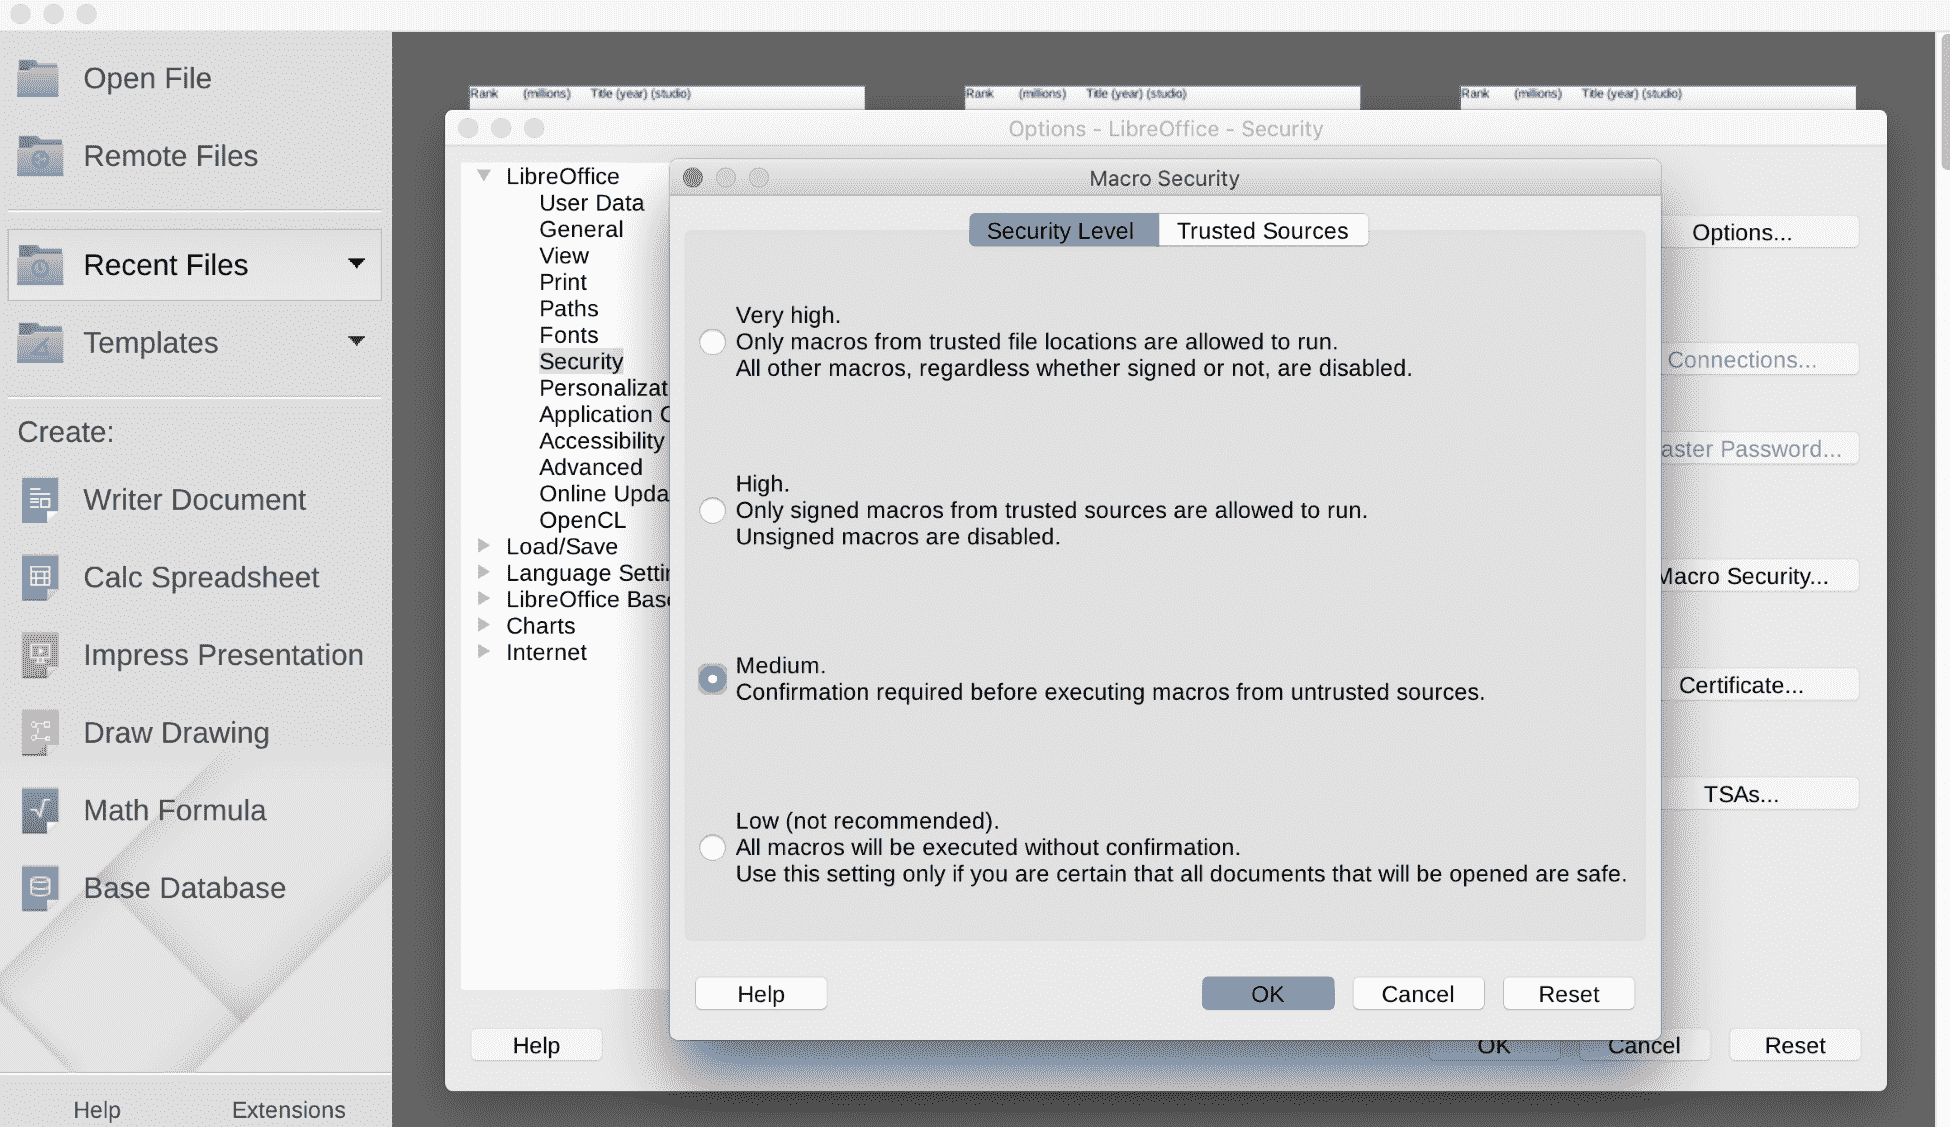 Open File
Remote Files
Recent Files
Templates
Create:
Writer Document
Calc Spreadsheet
Impress Presentation
Draw Drawing
Math Formula
Base Database
Help Extensions
Rank (millions) Title (year) (studio)
Rank (millions) Title (year) (studio)
Rank (millions) Title (year) (studio)
Options - LibreOffice - Security
LibreOffice
User Data
General
View
Print
Paths
Fonts
Security
Personalizat
Application
Accessibility
Advanced
Online Upda
OpenCL
Load/Save
Language Settin
LibreOffice Base
Charts
Internet
Macro Security
Security Level Trusted Sources
Very high.
Only macros from trusted file locations are allowed to run.
All other macros, regardless whether signed or not, are disabled.
High.
Only signed macros from trusted sources are allowed to run.
Unsigned macros are disabled.
Medium.
Confirmation required before executing macros from untrusted sources.
Low (not recommended).
All macros will be executed without confirmation.
Use this setting only if you are certain that all documents that will be opened are safe.
Help OK Cancel Reset
Options...
Connections...
aster Password...
Macro Security...
Certificate...
TSAs...
Help OK Cancel Reset